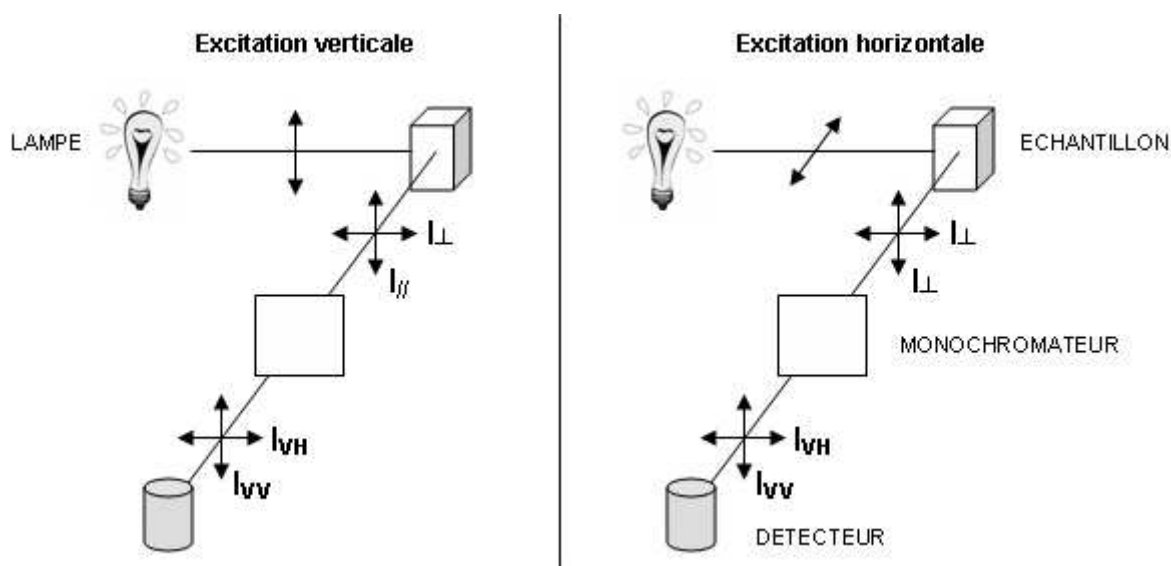 Excitation verticale
LAMPE
I⊥
I//
IVH
IVV
Excitation horizontale
ECHANTILLON
I⊥
I⊥
MONOCHROMATEUR
IVH
IVV
DETECTEUR